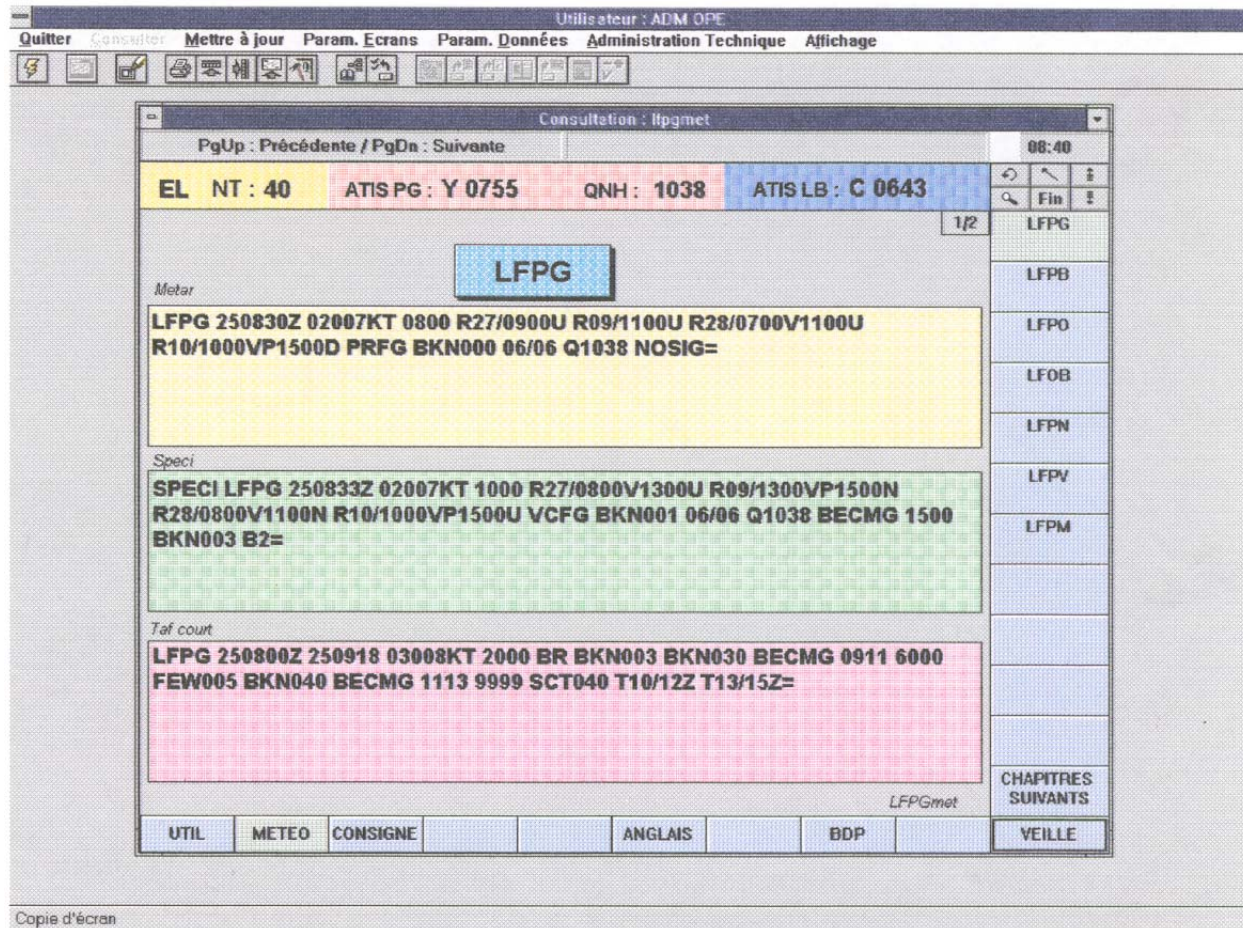 Utilisateur : ADM OPE
Quitter Consulter Mettre à jour Param. Ecrans Param. Données Administration Technique Affichage
Consultation : lfpgmet
PgUp : Précédente / PgDn : Suivante 08:40
EL NT : 40 ATIS PG : Y 0755 QNH : 1038 ATIS LB : C 0643
Fin
1/2
LFPG
Metar
LFPG 250830Z 02007KT 0800 R27/0900U R09/1100U R28/0700V1100U
R10/1000VP1500D PRFG BKN000 06/06 Q1038 NOSIG=
Speci
SPECI LFPG 250833Z 02007KT 1000 R27/0800V1300U R09/1300VP1500N
R28/0800V1100N R10/1000VP1500U VCFG BKN001 06/06 Q1038 BECMG 1500
BKN003 B2=
Taf court
LFPG 250800Z 250918 03008KT 2000 BR BKN003 BKN030 BECMG 0911 6000
FEW005 BKN040 BECMG 1113 9999 SCT040 T10/12Z T13/15Z=
LFPGmet
LFPG
LFPB
LFPO
LFOB
LFPN
LFPV
LFPM
CHAPITRES
SUIVANTS
UTIL METEO CONSIGNE ANGLAIS BDP VEILLE
Copie d'écran